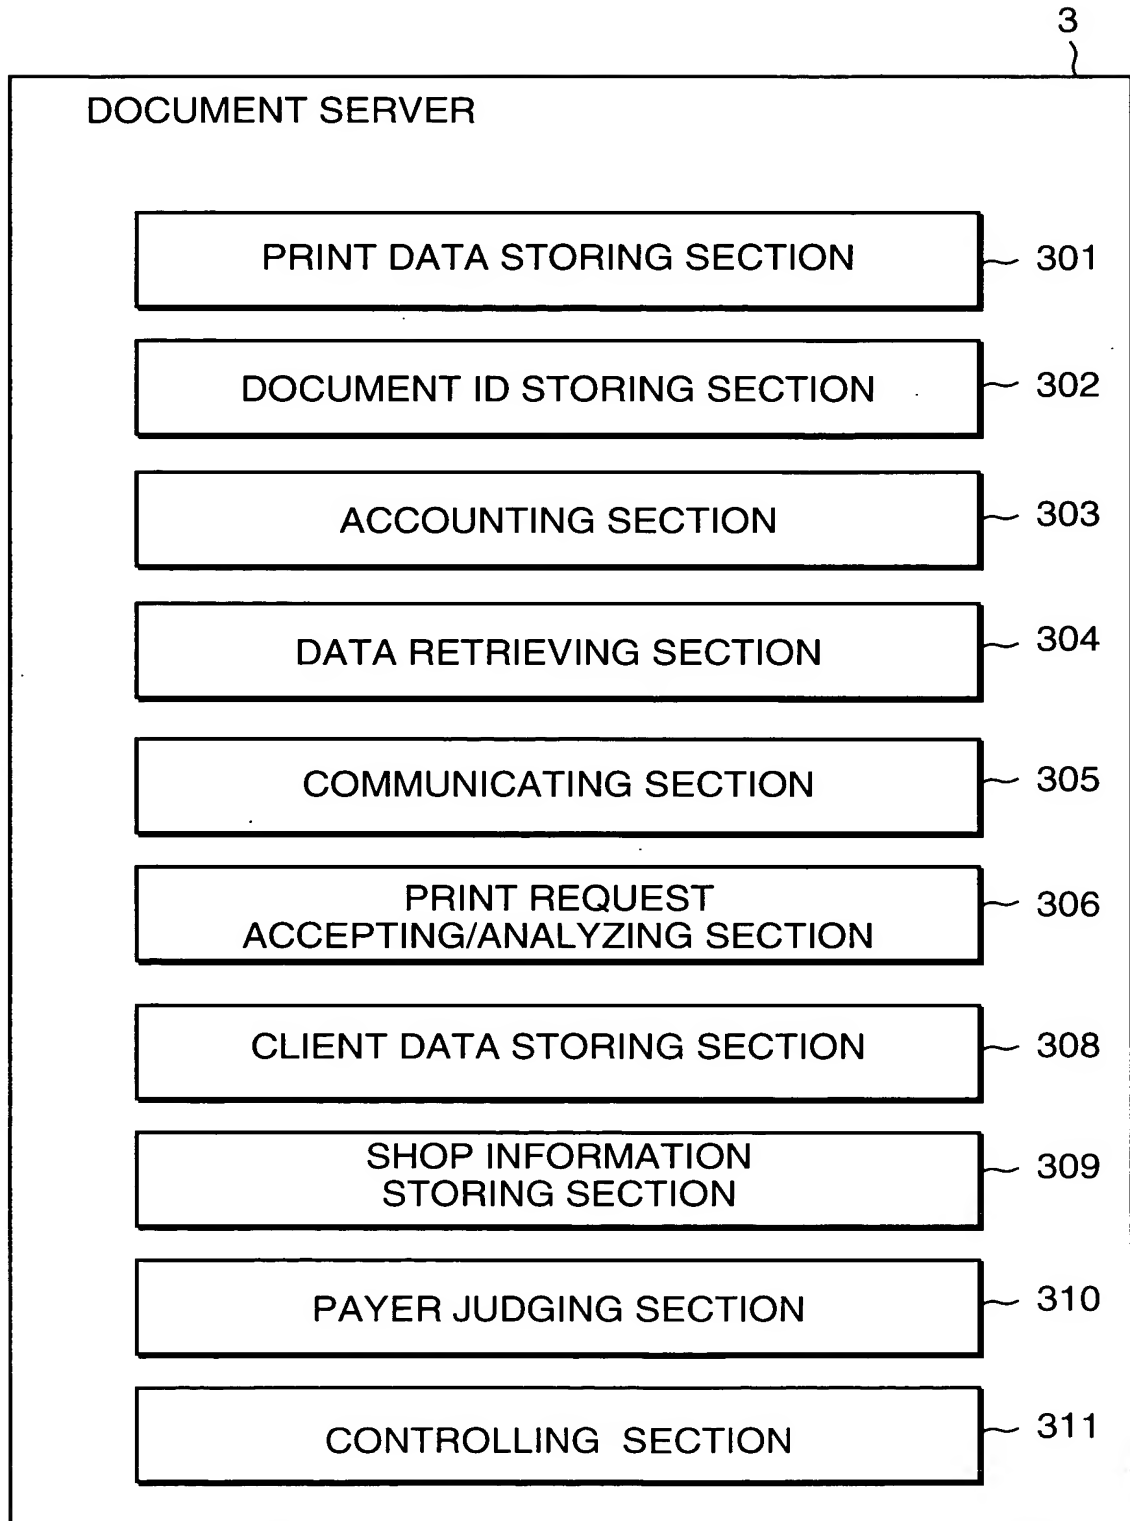 3
DOCUMENT SERVER
PRINT DATA STORING SECTION
301
DOCUMENT ID STORING SECTION
302
ACCOUNTING SECTION
303
DATA RETRIEVING SECTION
304
COMMUNICATING SECTION
305
PRINT REQUEST
ACCEPTING/ANALYZING SECTION
306
CLIENT DATA STORING SECTION
308
SHOP INFORMATION
STORING SECTION
309
PAYER JUDGING SECTION
310
CONTROLLING SECTION
311